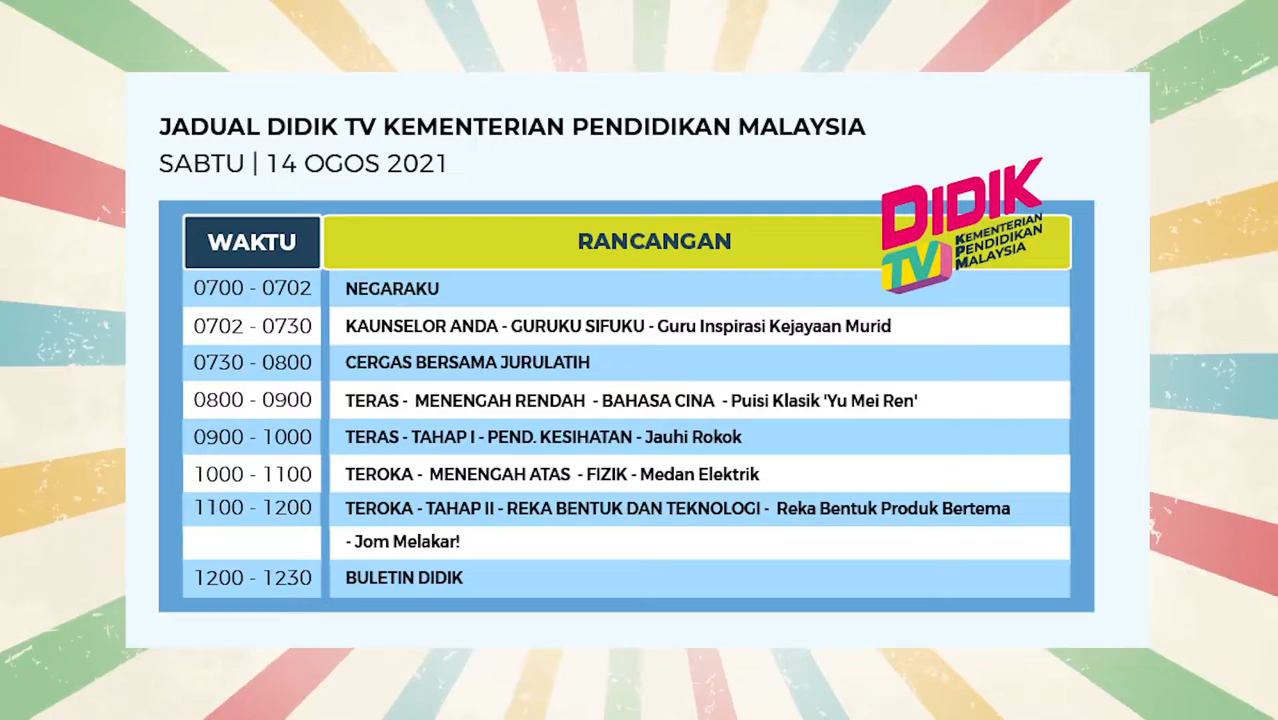 JADUAL DIDIK TV KEMENTERIAN PENDIDIKAN MALAYSIA
SABTU | 14 OGOS 2021
DIDIK
TV
KEMENTERIAN
PENDIDIKAN
MALAYSIA
WAKTU RANCANGAN
0700 - 0702 NEGARAKU
0702 - 0730 KAUNSELOR ANDA - GURUKU SIFUKU - Guru Inspirasi Kejayaan Murid
0730 - 0800 CERGAS BERSAMA JURULATIH
0800 - 0900 TERAS - MENENGAH RENDAH - BAHASA CINA - Puisi Klasik 'Yu Mei Ren'
0900 - 1000 TERAS - TAHAP I - PEND. KESIHATAN - Jauhi Rokok
1000 - 1100 TEROKA - MENENGAH ATAS - FIZIK - Medan Elektrik
1100 - 1200 TEROKA - TAHAP II - REKA BENTUK DAN TEKNOLOGI - Reka Bentuk Produk Bertema
- Jom Melakar!
1200 - 1230 BULETIN DIDIK